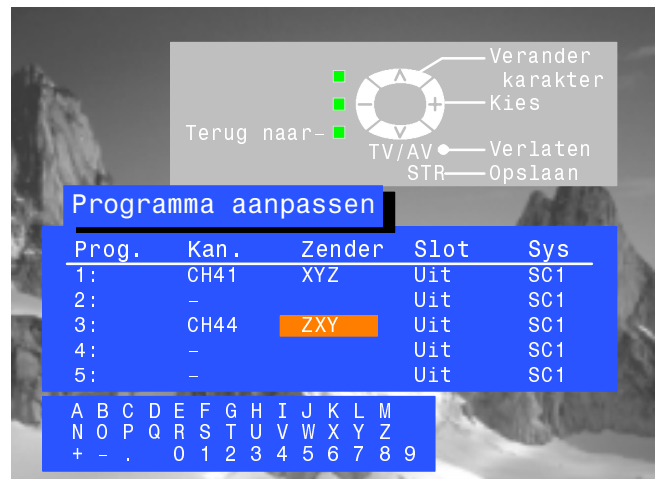 Verander
karakter
Kies
Terug naar
TV/AV Verlaten
STR Opslaan
Programma aanpassen
Prog. Kan. Zender Slot Sys
1: CH41 XYZ Uit SC1
2: – Uit SC1
3: CH44 ZXY Uit SC1
4: – Uit SC1
5: – Uit SC1
A B C D E F G H I J K L M
N O P Q R S T U V W X Y Z
+ – . 0 1 2 3 4 5 6 7 8 9